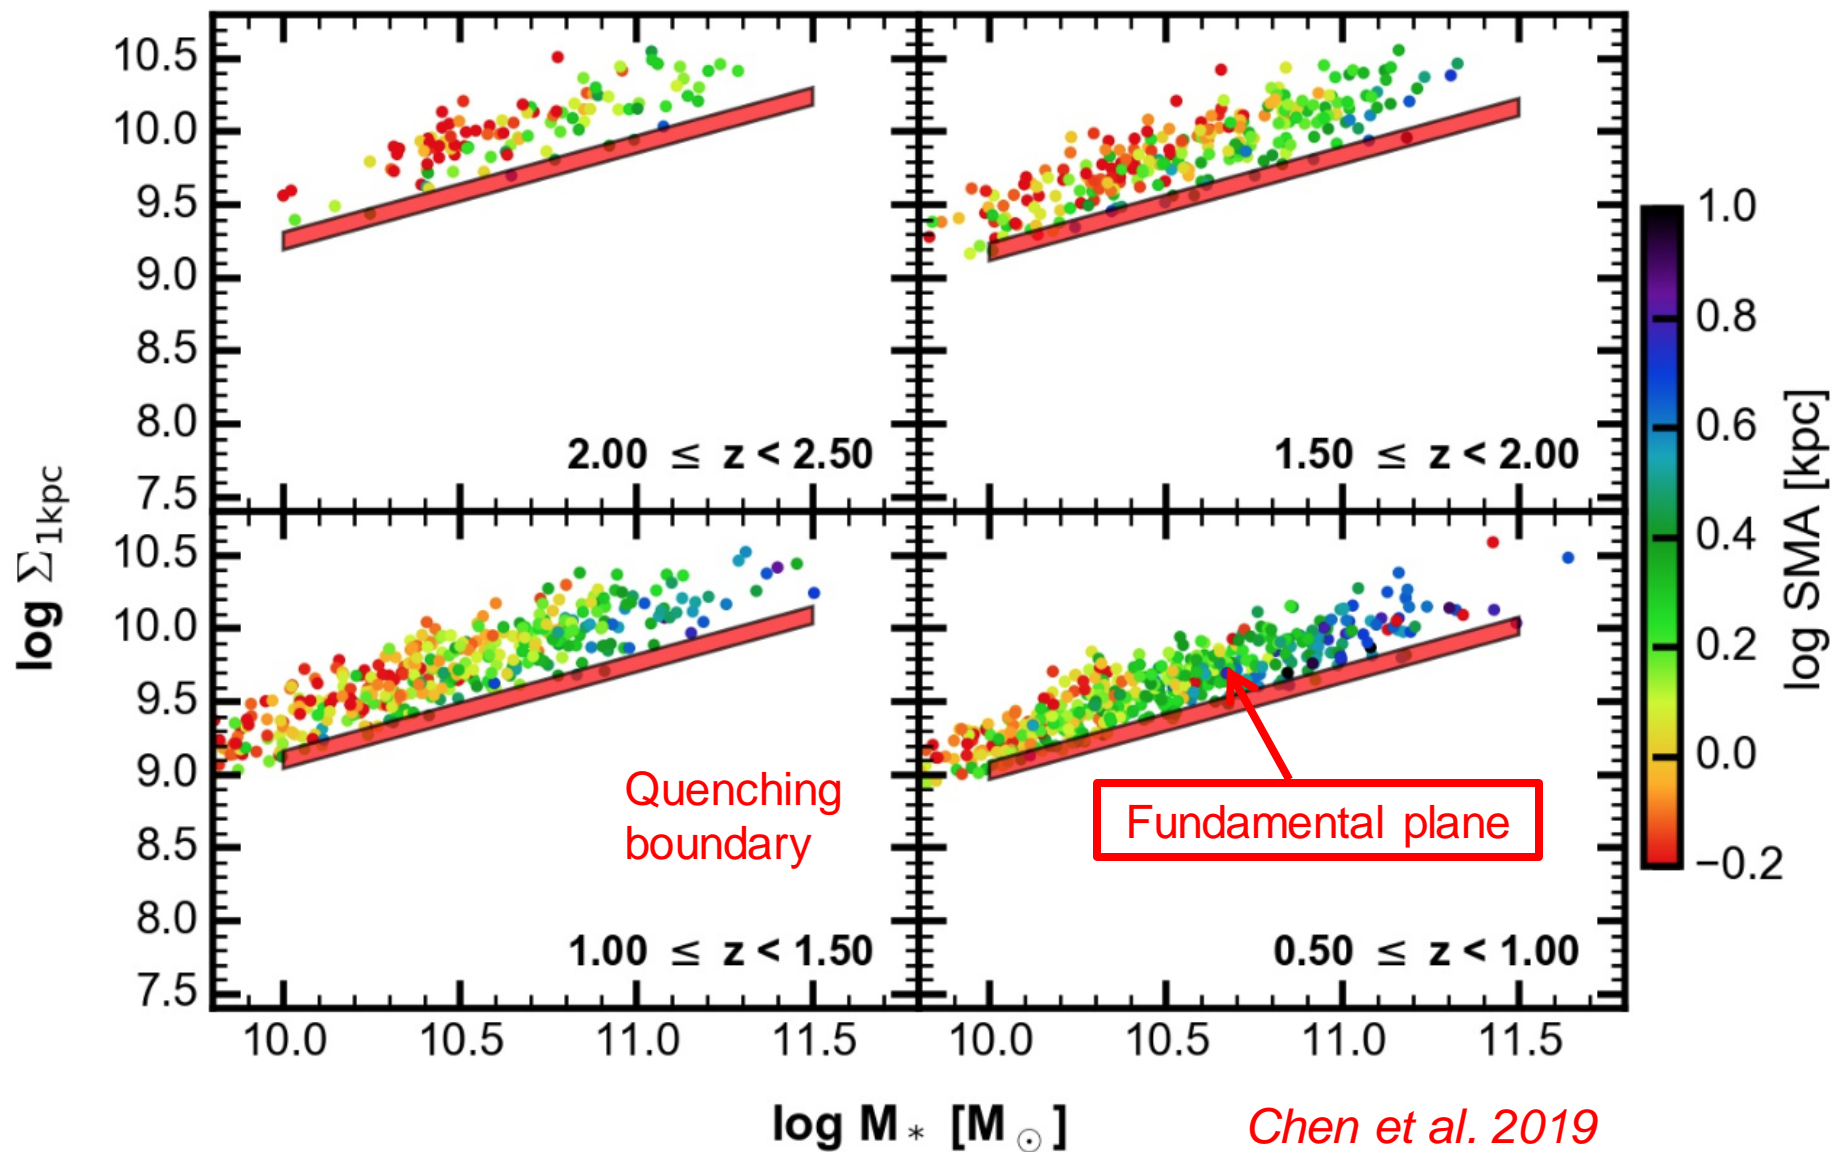 log Σ1kpc
10.5
10.0
9.5
9.0
8.5
8.0
7.5
2.00 ≤ z < 2.50
1.50 ≤ z < 2.00
10.5
10.0
9.5
9.0
8.5
8.0
7.5
Quenching
boundary
1.00 ≤ z < 1.50
Fundamental plane
0.50 ≤ z < 1.00
10.0 10.5 11.0 11.5
10.0 10.5 11.0 11.5
log M* [M⊙]
1.0
0.8
0.6
0.4
0.2
0.0
−0.2
log SMA [kpc]
Chen et al. 2019